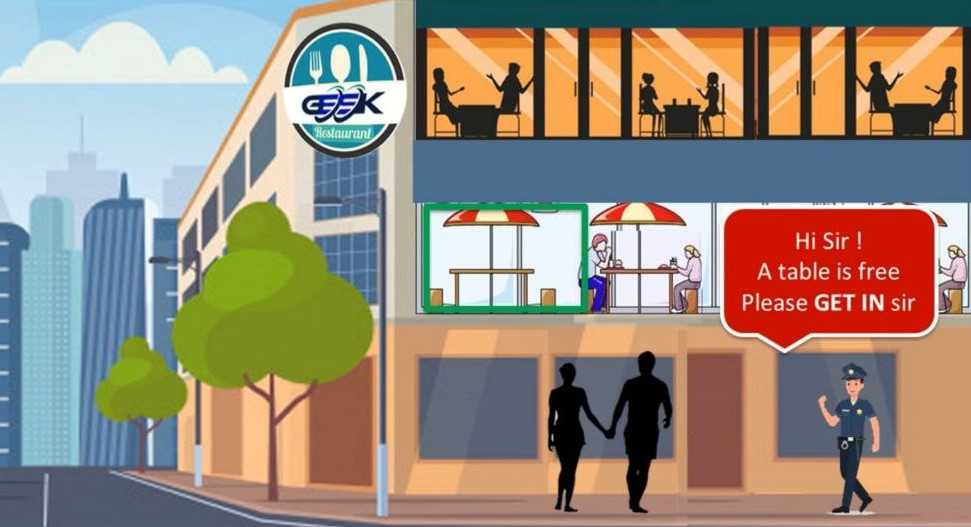 GEEK
Restaurant
Hi Sir !
A table is free
Please GET IN sir